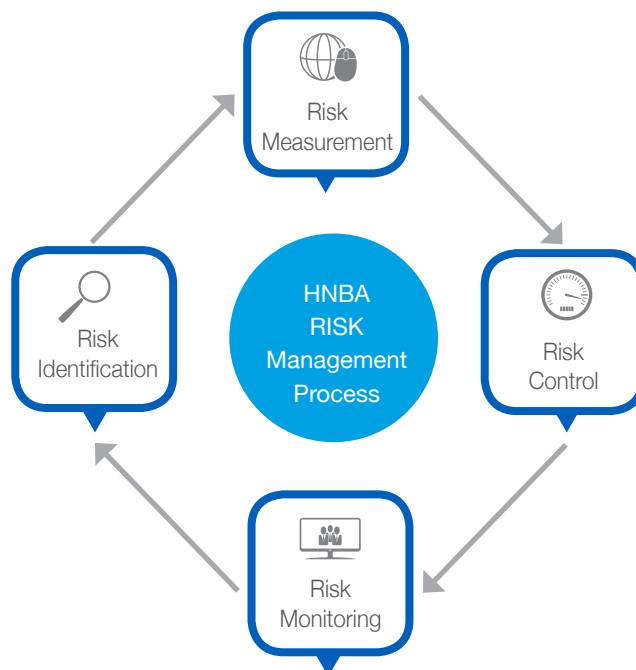 Risk
Measurement
HNBA
RISK
Management
Process
Risk
Identification
Risk
Control
Risk
Monitoring